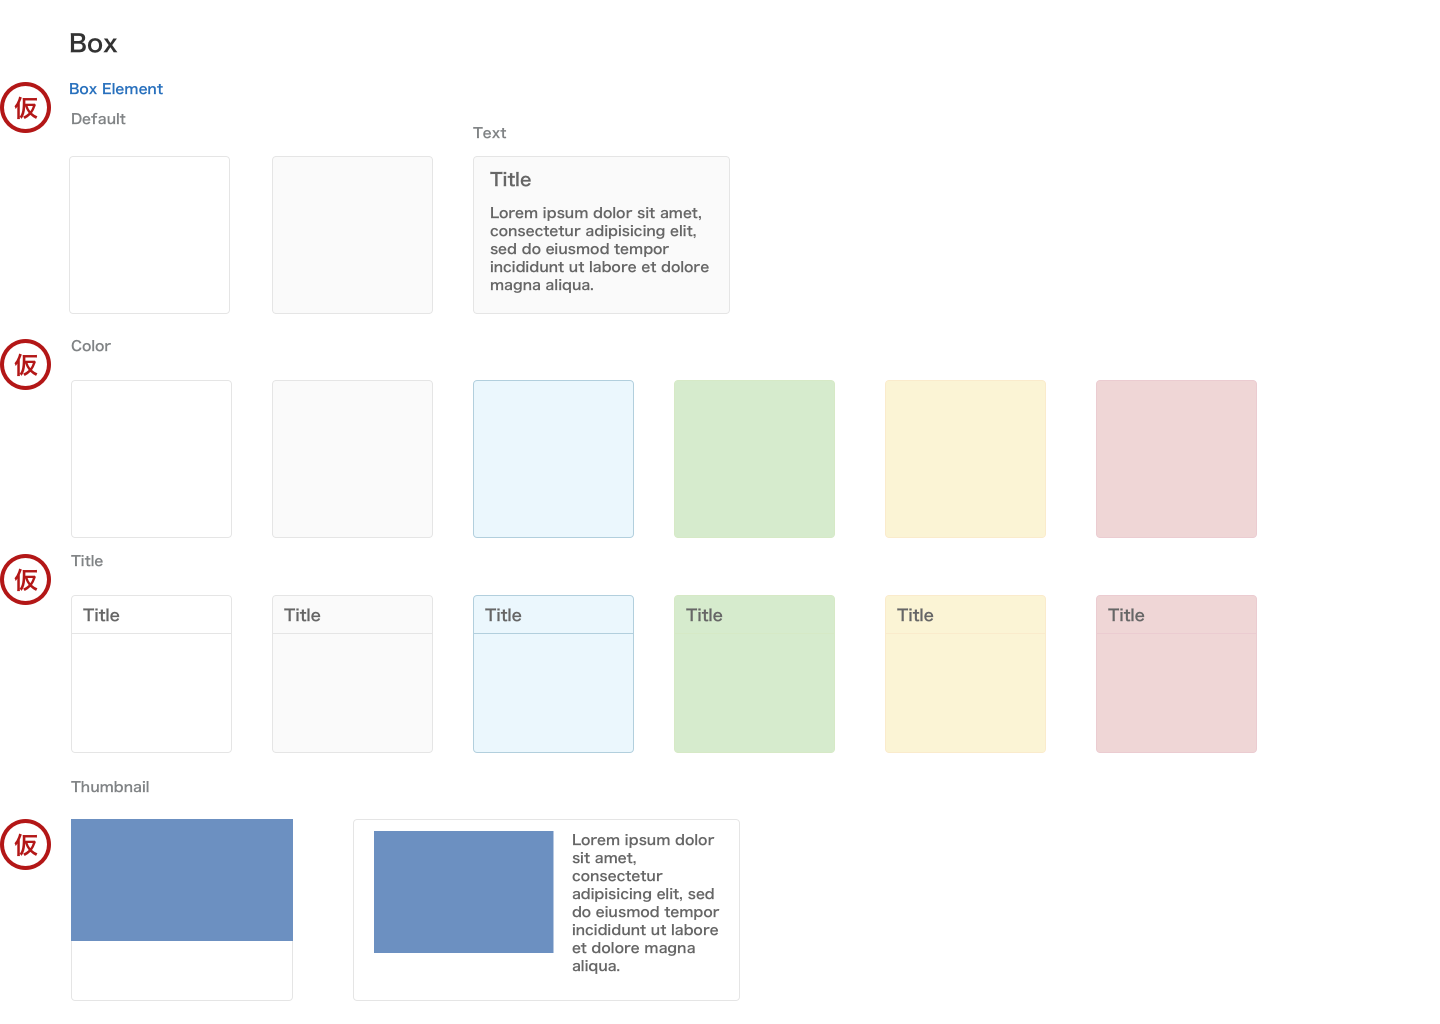 Box
Box Element
仮
Default
Text
Title
Lorem ipsum dolor sit amet,
consectetur adipisicing elit,
sed do eiusmod tempor
incididunt ut labore et dolore
magna aliqua.
仮
Color
仮
Title
Title
Title
Title
Title
Title
Title
Thumbnail
仮
Lorem ipsum dolor
sit amet,
consectetur
adipisicing elit, sed
do eiusmod tempor
incididunt ut labore
et dolore magna
aliqua.